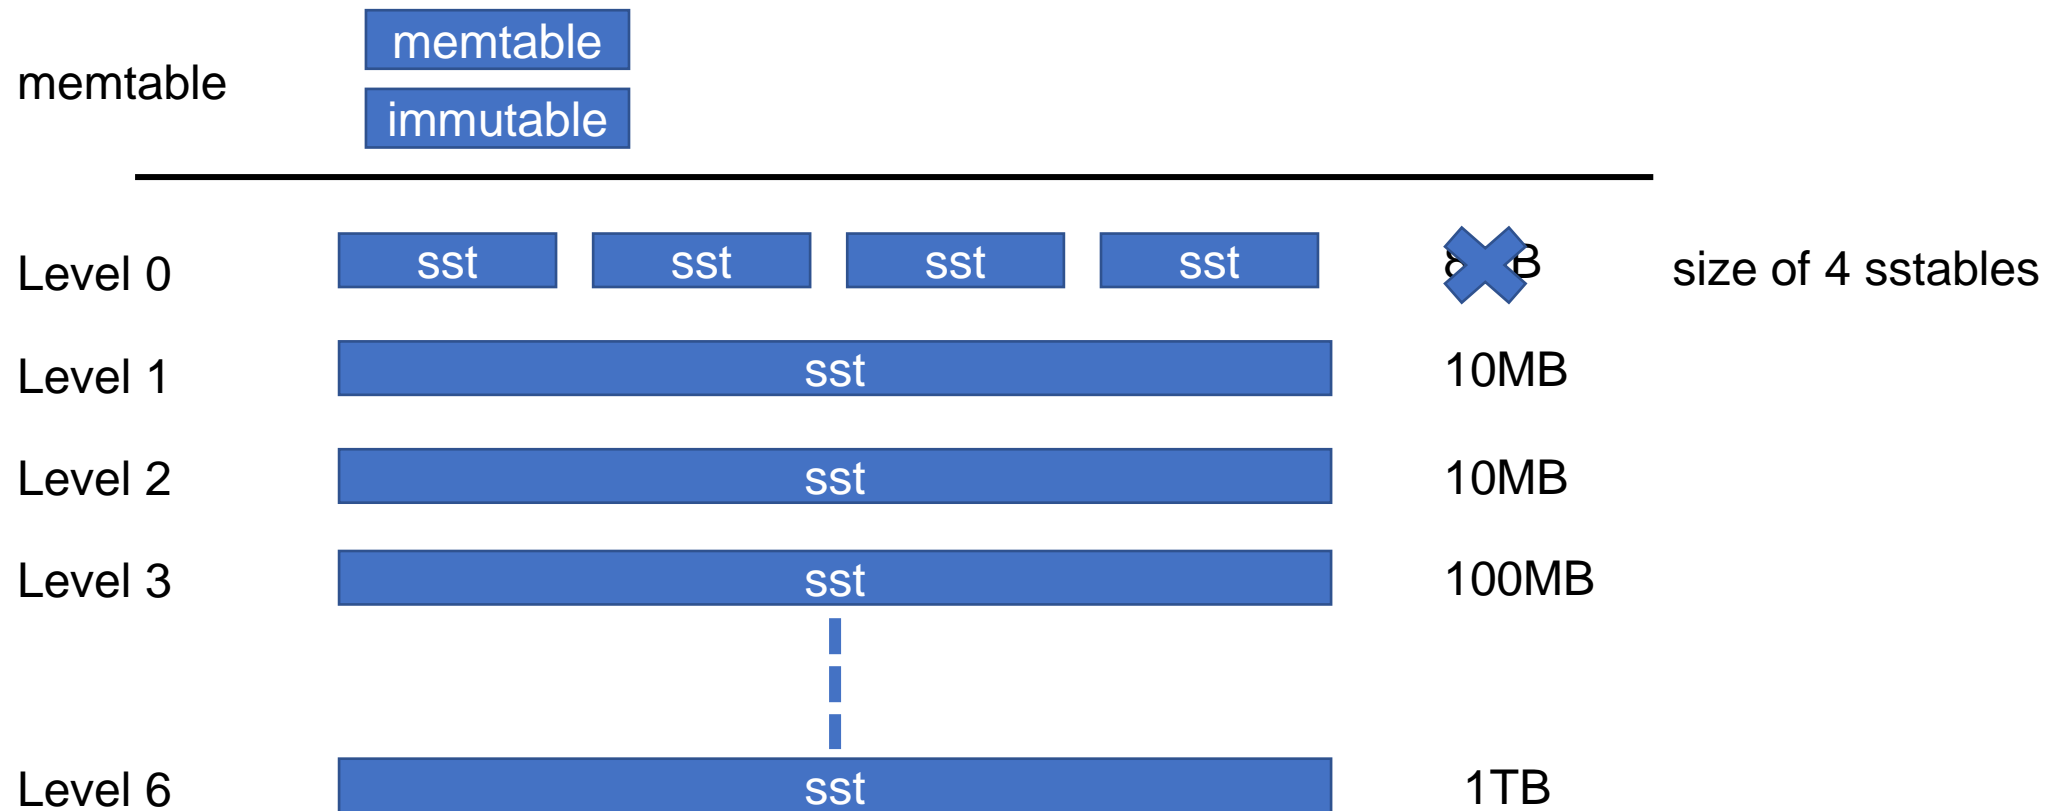 memtable
memtable
immutable
Level 0 sst sst sst sst size of 4 sstables
Level 1 sst 10MB
Level 2 sst 10MB
Level 3 sst 100MB
Level 6 sst 1TB